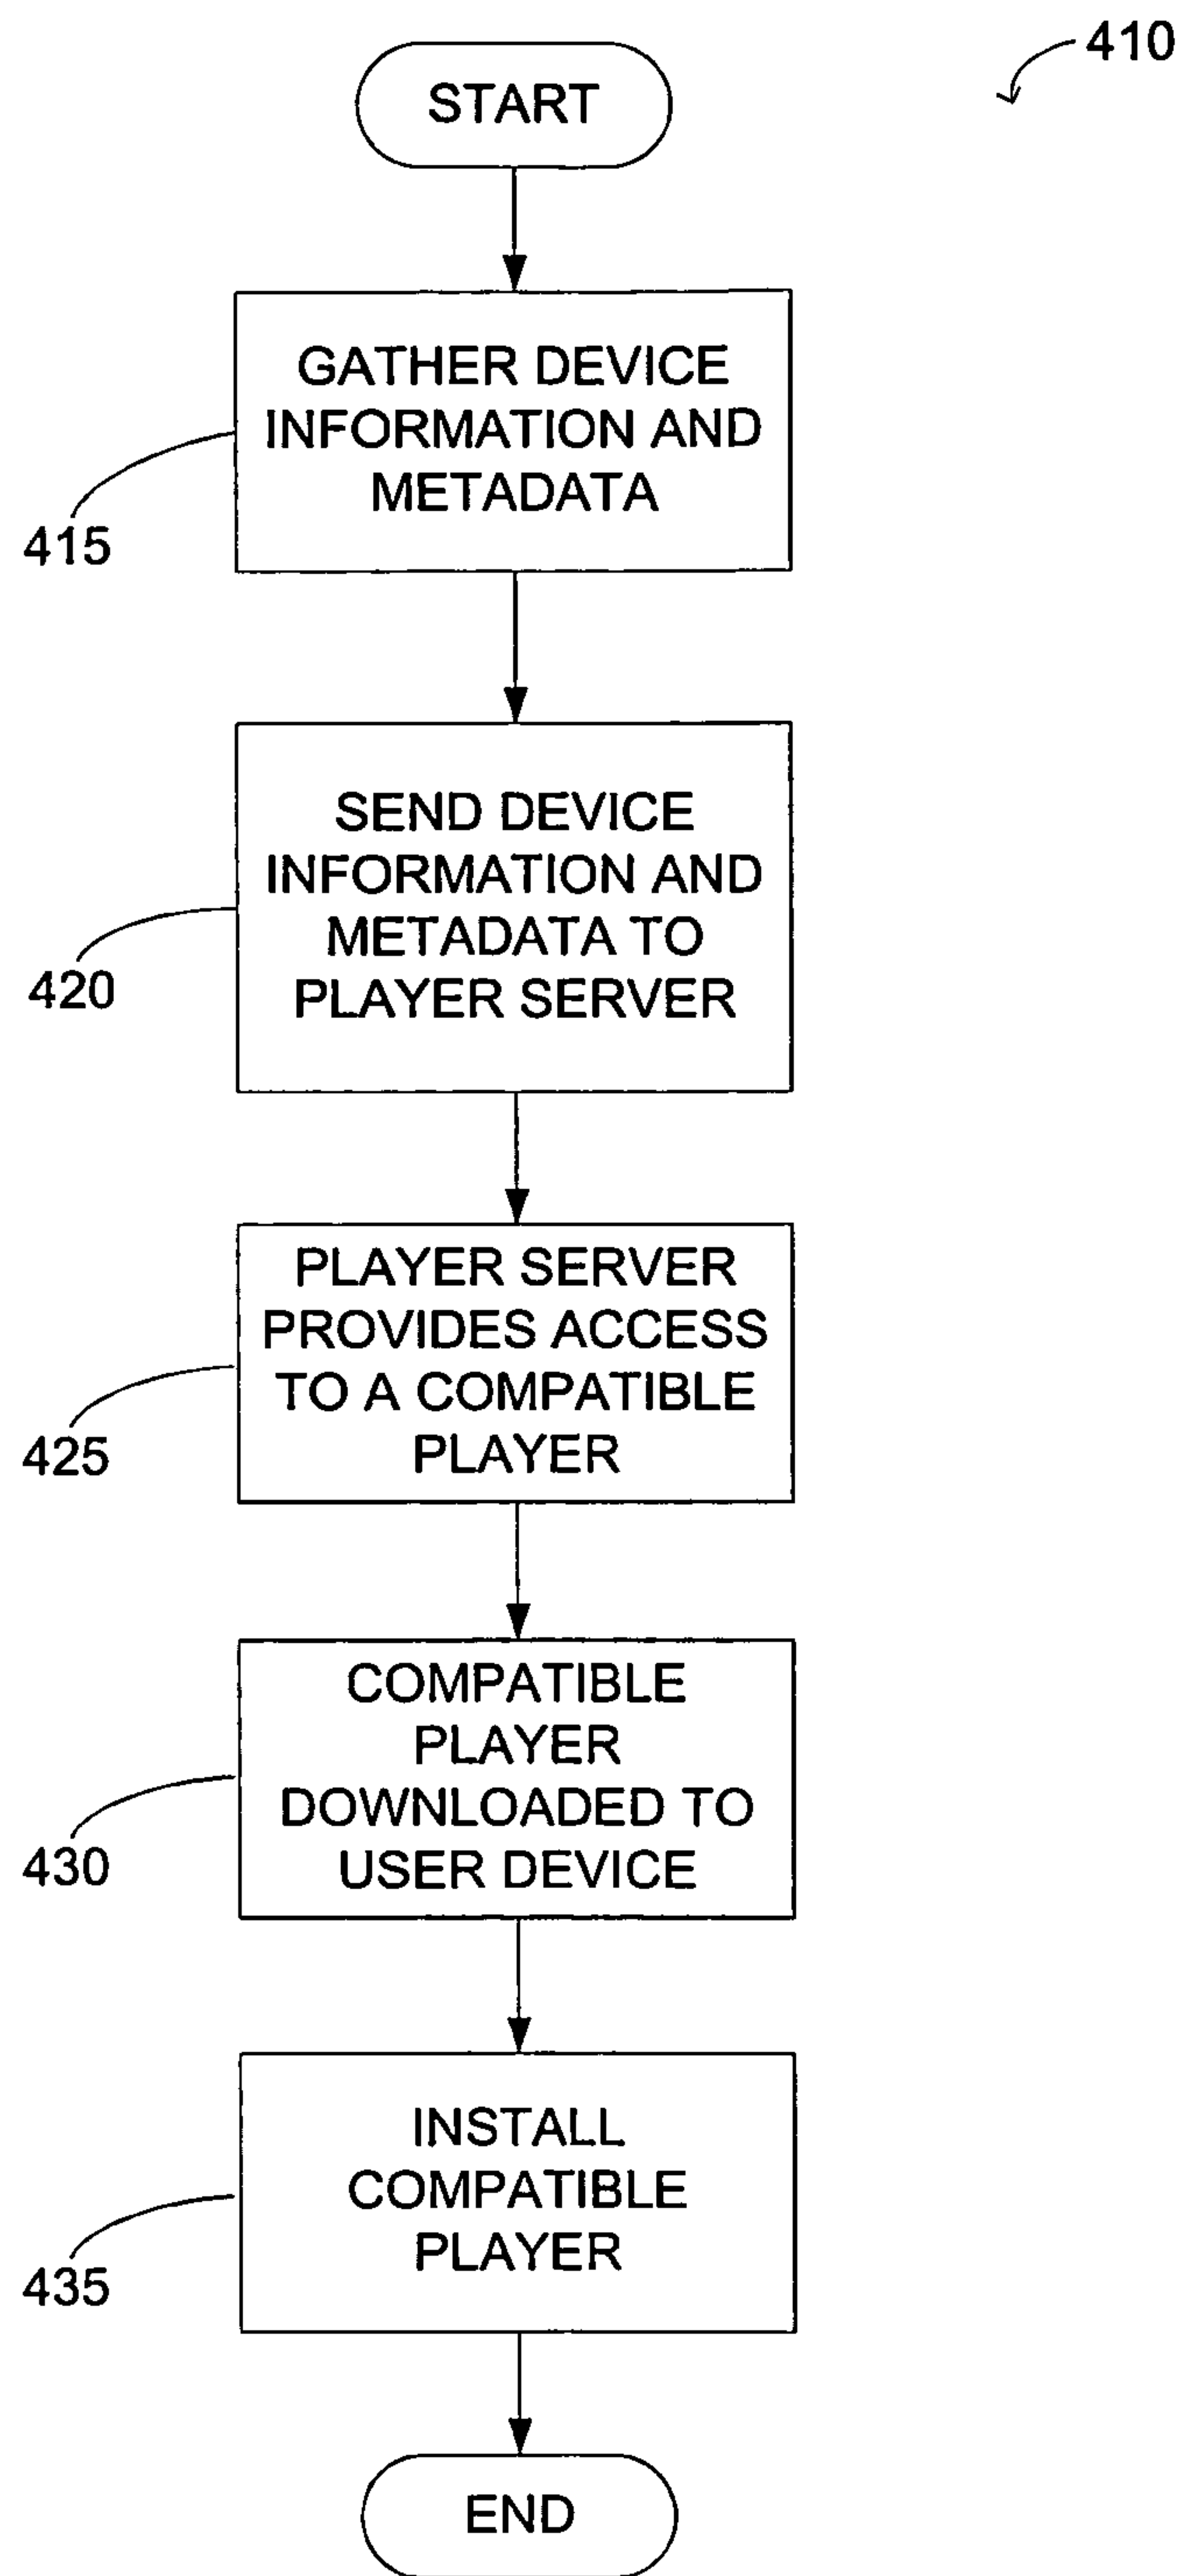 410
START
GATHER DEVICE
INFORMATION AND
METADATA
415
SEND DEVICE
INFORMATION AND
METADATA TO
PLAYER SERVER
420
PLAYER SERVER
PROVIDES ACCESS
TO A COMPATIBLE
PLAYER
425
COMPATIBLE
PLAYER
DOWNLOADED TO
USER DEVICE
430
INSTALL
COMPATIBLE
PLAYER
435
END